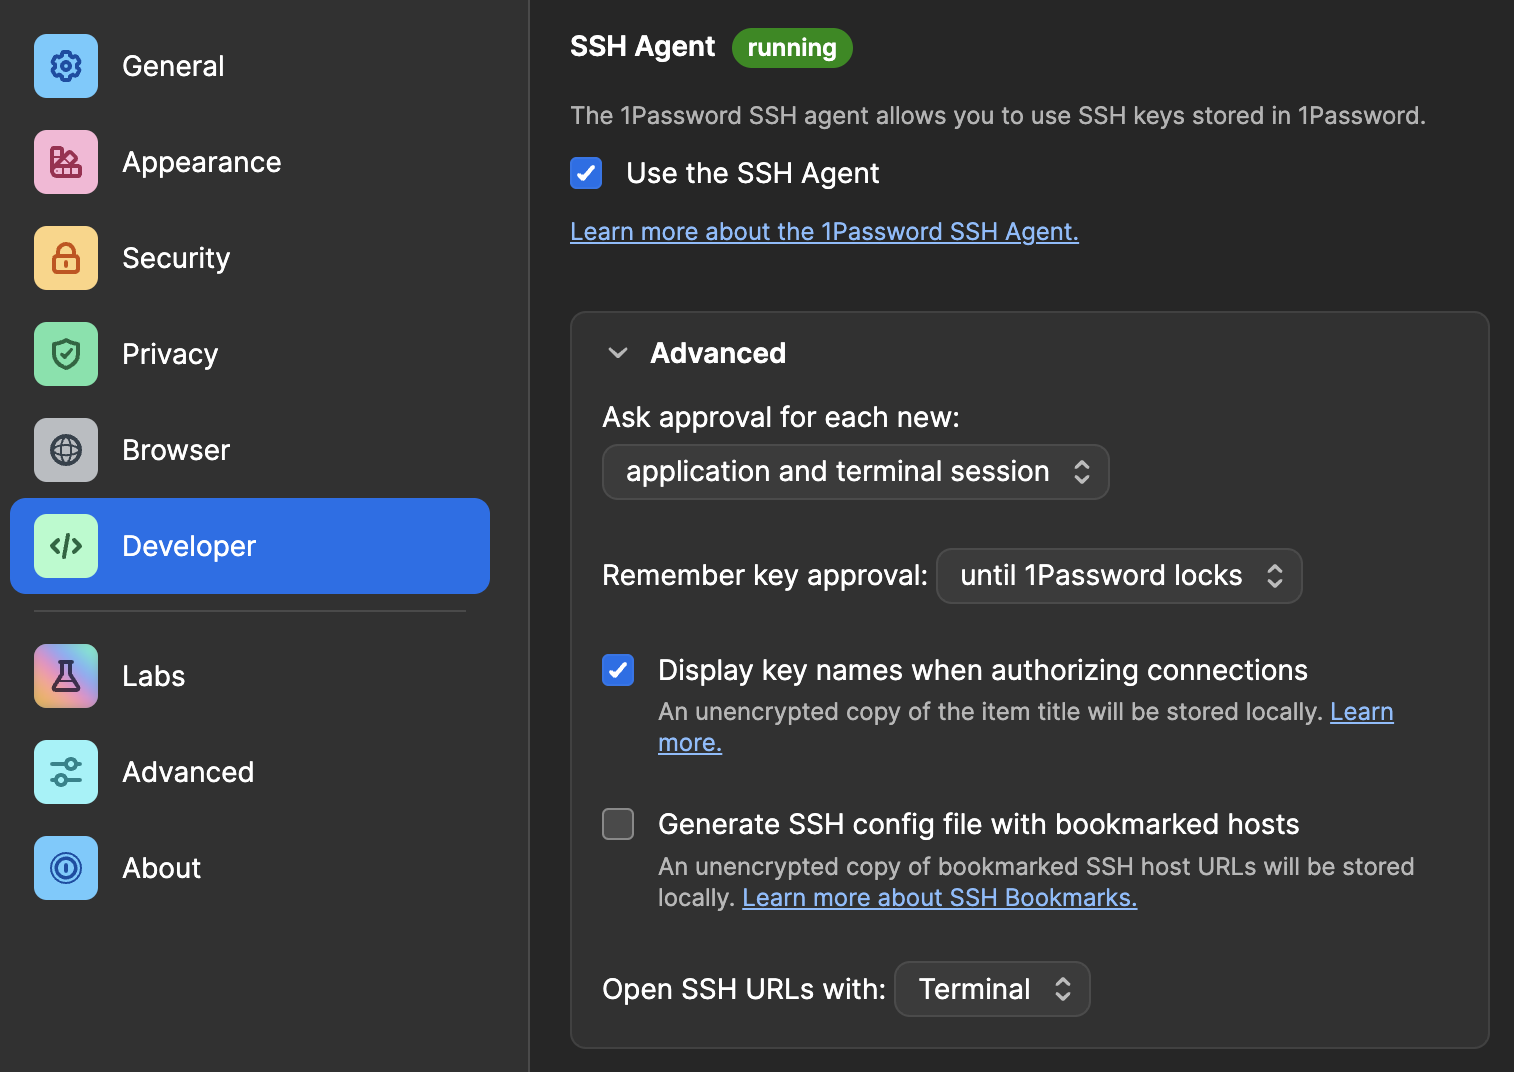 General
Appearance
Security
Privacy
Browser
Developer
Labs
Advanced
About
SSH Agent running
The 1Password SSH agent allows you to use SSH keys stored in 1Password.
Use the SSH Agent
Learn more about the 1Password SSH Agent.
Advanced
Ask approval for each new:
application and terminal session
Remember key approval: until 1Password locks
Display key names when authorizing connections
An unencrypted copy of the item title will be stored locally. Learn
more.
Generate SSH config file with bookmarked hosts
An unencrypted copy of bookmarked SSH host URLs will be stored
locally. Learn more about SSH Bookmarks.
Open SSH URLs with: Terminal